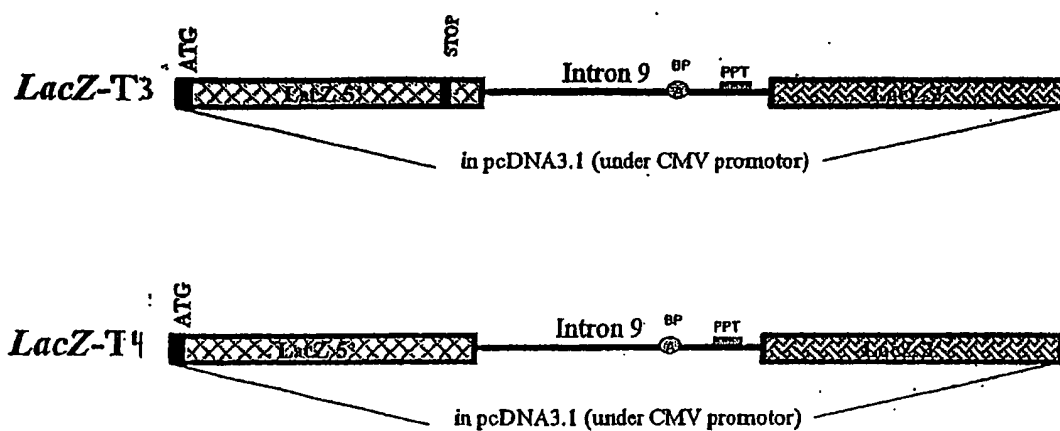 ATG
STOP
LacZ-T3
LacZ 5'
Intron 9
BP
A
PPT
in pcDNA3.1 (under CMV promotor)
ATG
LacZ-T4
LacZ 5'
Intron 9
BP
A
PPT
in pcDNA3.1 (under CMV promotor)